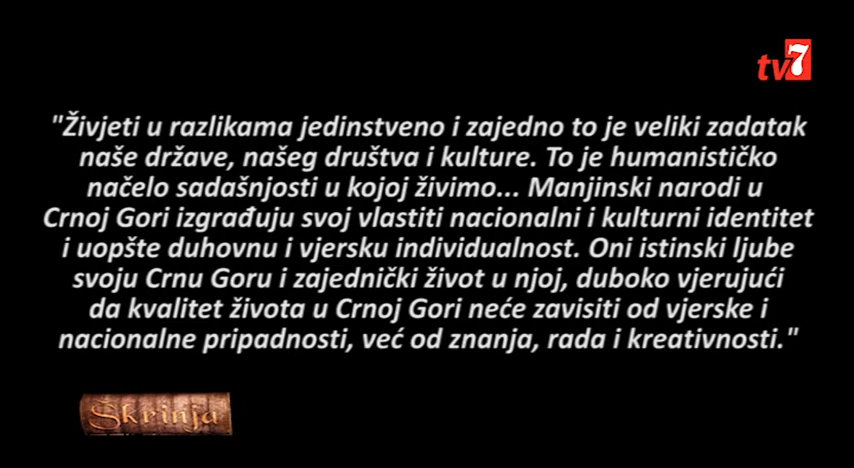 tv7
"Živjeti u razlikama jedinstveno i zajedno to je veliki zadatak
naše države, našeg društva i kulture. To je humanističko
načelo sadašnjosti u kojoj živimo... Manjinski narodi u
Crnoj Gori izgrađuju svoj vlastiti nacionalni i kulturni identitet
i uopšte duhovnu i vjersku individualnost. Oni istinski ljube
svoju Crnu Goru i zajednički život u njoj, duboko vjerujući
da kvalitet života u Crnoj Gori neće zavisiti od vjerske i
nacionalne pripadnosti, već od znanja, rada i kreativnosti."
Škrinja